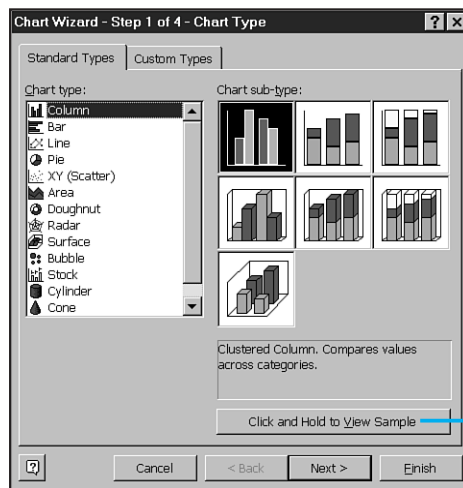 Chart Wizard - Step 1 of 4 - Chart Type ? ×
Standard Types Custom Types
Chart type:
Column
Bar
Line
Pie
XY (Scatter)
Area
Doughnut
Radar
Surface
Bubble
Stock
Cylinder
Cone
Chart sub-type:
Clustered Column. Compares values
across categories.
Click and Hold to View Sample
? Cancel < Back Next > Finish